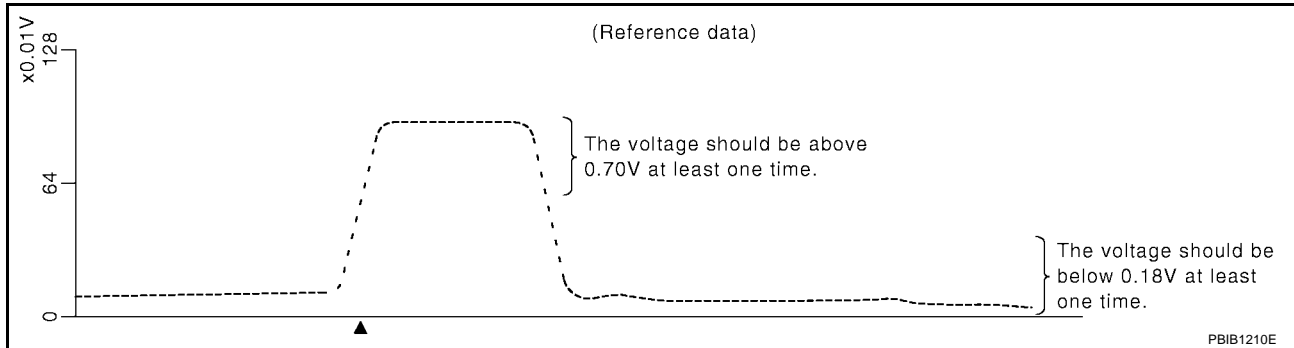 (Reference data)
x0.01V
128
64
0
The voltage should be above
0.70V at least one time.
The voltage should be
below 0.18V at least
one time.
PBIB1210E